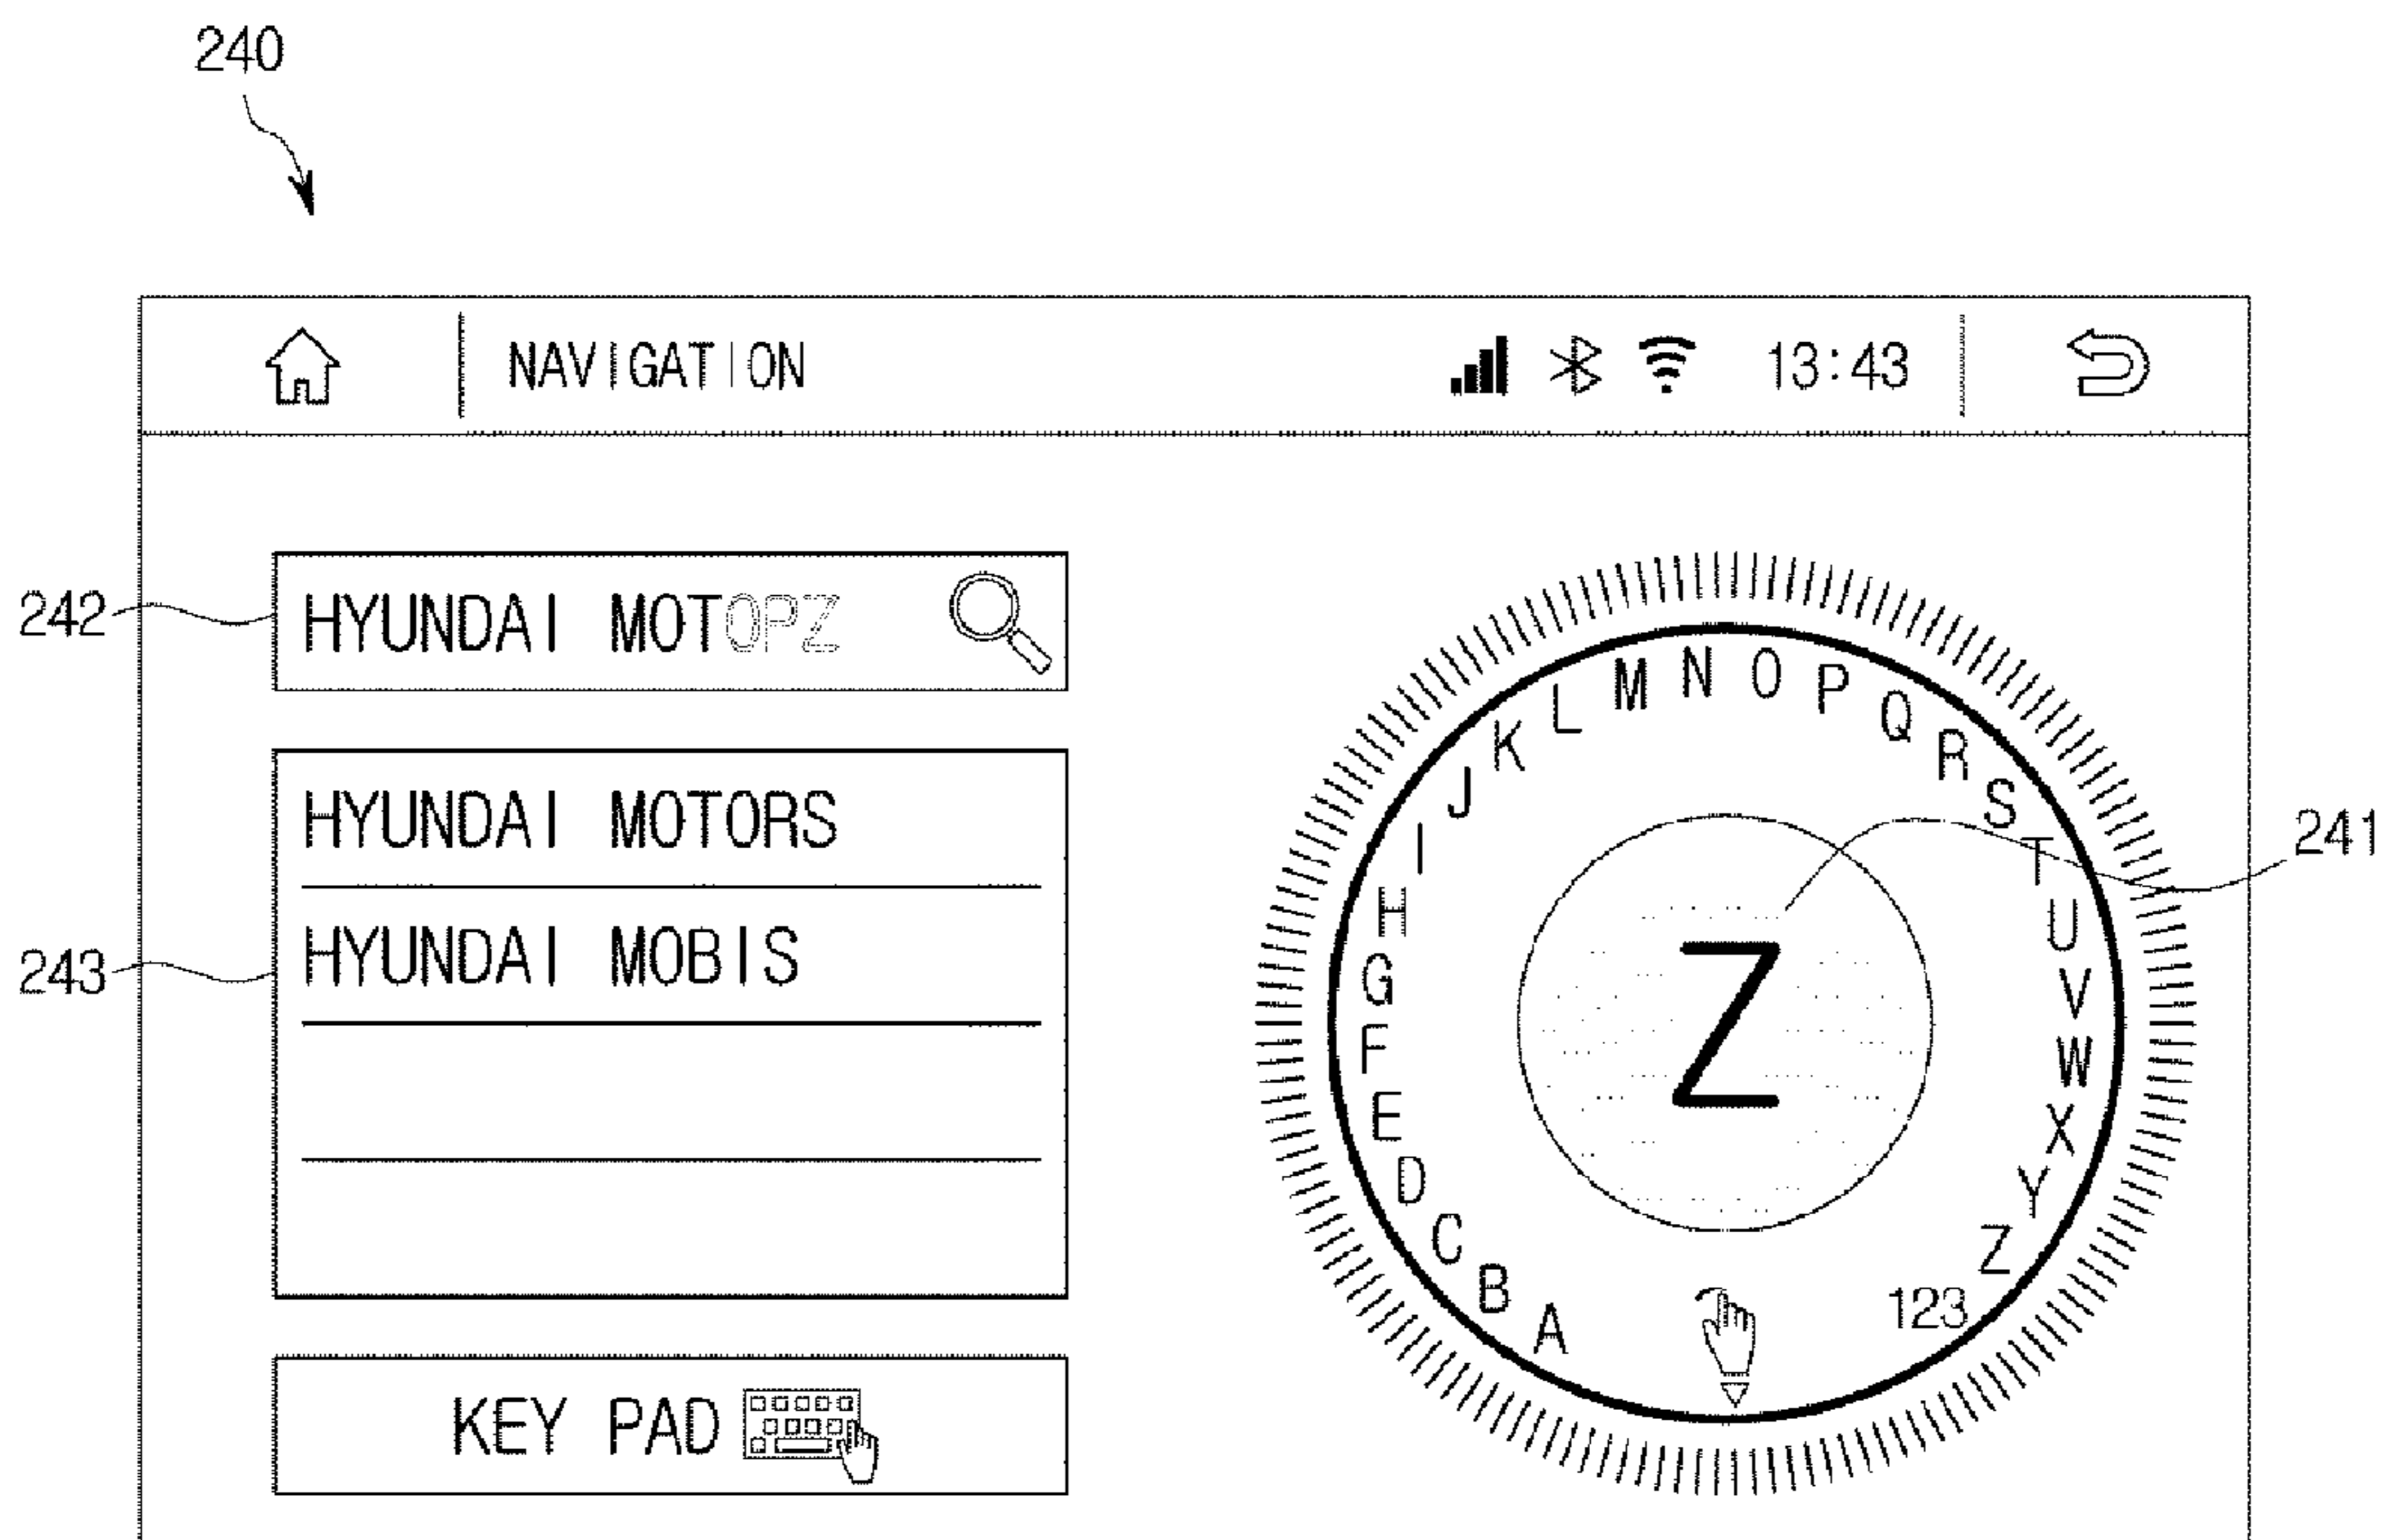 240
NAVIGATION 13:43
242
HYUNDAI MOTOPZ
HYUNDAI MOTORS
243
HYUNDAI MOBIS
KEY PAD
A B C D E F G H I J K L M N O P Q R S T U V W X Y Z 123
Z
241